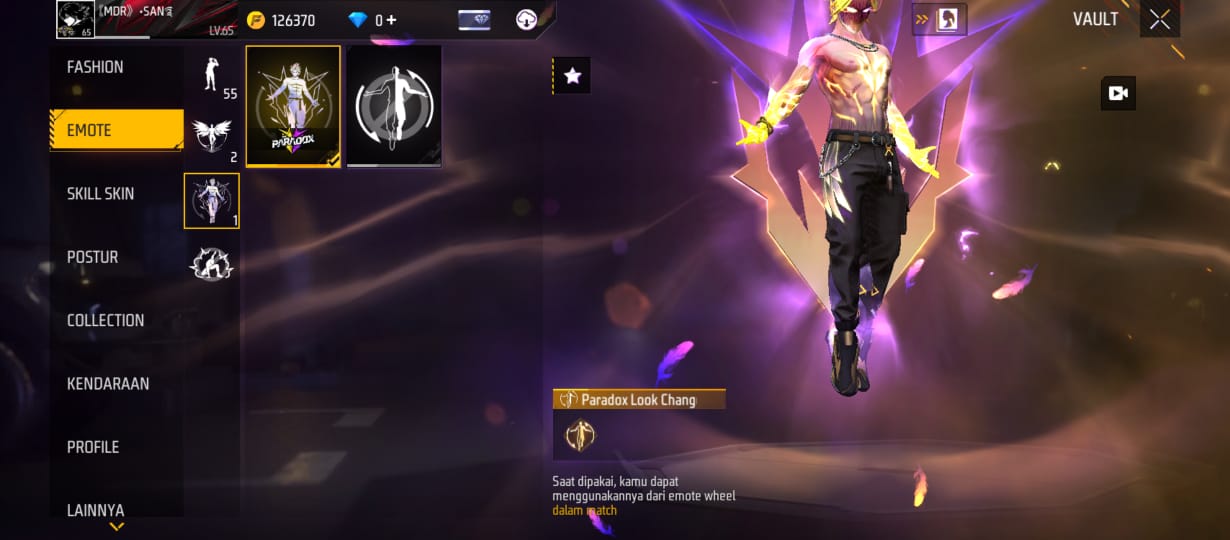 《MDR》•SAN
65
LV.65
126370
0+
VAULT
FASHION
EMOTE
SKILL SKIN
POSTUR
COLLECTION
KENDARAAN
PROFILE
LAINNYA
55
2
1
PARADOX
Paradox Look Chang
Saat dipakai, kamu dapat
menggunakannya dari emote wheel
dalam match